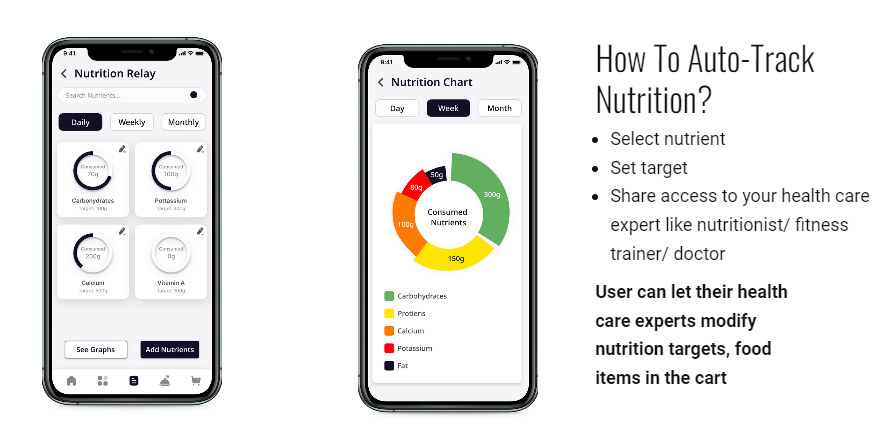 9:41
Nutrition Relay
Search Nutrients...
Daily Weekly Monthly
Consumed
70g
Carbohydrates
Target: 100g
Consumed
100g
Pottassium
Target: 200g
Consumed
200g
Calcium
Target: 500g
Consumed
0g
Vitamin A
Target: 100g
See Graphs Add Nutrients
9:41
Nutrition Chart
Day Week Month
50g
80g
300g
100g
150g
Consumed
Nutrients
Carbohydrates
Protiens
Calcium
Potassium
Fat
How To Auto-Track
Nutrition?
• Select nutrient
• Set target
• Share access to your health care
expert like nutritionist/ fitness
trainer/ doctor
User can let their health
care experts modify
nutrition targets, food
items in the cart